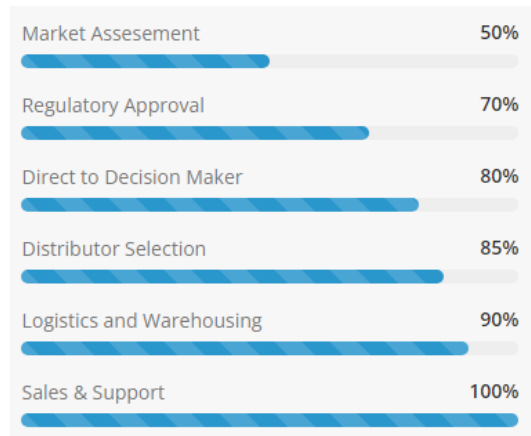 Market Assesement 50%
Regulatory Approval 70%
Direct to Decision Maker 80%
Distributor Selection 85%
Logistics and Warehousing 90%
Sales & Support 100%